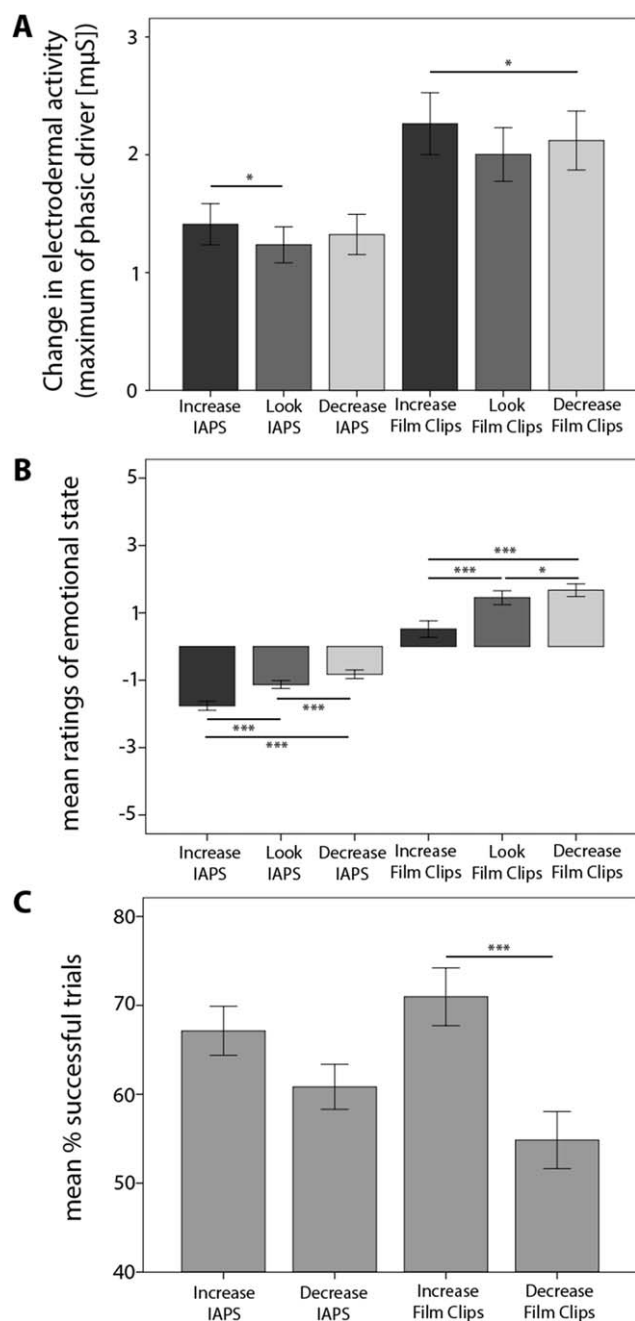 A
Change in electrodermal activity
(maximum of phasic driver [mµS])
3
2
1
0
*
*
Increase
IAPS
Look
IAPS
Decrease
IAPS
Increase
Film Clips
Look
Film Clips
Decrease
Film Clips
B
mean ratings of emotional state
5
3
1
-1
-3
-5
***
***
*
***
***
***
Increase
IAPS
Look
IAPS
Decrease
IAPS
Increase
Film Clips
Look
Film Clips
Decrease
Film Clips
C
mean % successful trials
80
70
60
50
40
***
Increase
IAPS
Decrease
IAPS
Increase
Film Clips
Decrease
Film Clips